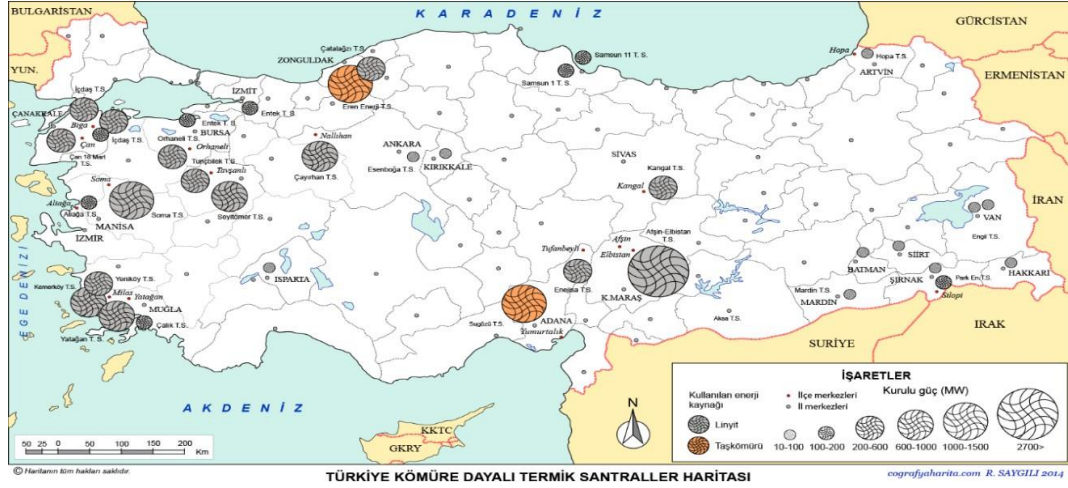 BULGARİSTAN
K A R A D E N İ Z
GÜRCİSTAN
YUN.
ERMENİSTAN
İRAN
IRAK
SURİYE
EGE DENİZİ
A K D E N İ Z
KKTC
GKRY
Çatalağzı T.S.
ZONGULDAK
Eren Enerji T.S.
Samsun 11 T. S.
Samsun 1 T. S.
Hopa
Hopa T.S.
ARTVİN
İçdaş T.S.
ÇANAKKALE
Biga
Çan
İçdaş T.S.
Çan 18 Mart T.S.
İZMİT
Entek T. S.
Entek T. S.
BURSA
Orhaneli T.S.
Orhaneli
Tunçbilek T.S.
Tavşanlı
Nallıhan
Çayırhan T.S.
ANKARA
Esenboğa T.S.
KIRIKKALE
SİVAS
Kangal T.S.
Kangal
Soma
Aliağa
Aliağa T.S.
MANİSA
Soma T.S.
Seyitömer T.S.
İZMİR
Yeniköy T.S.
Kemerköy T.S.
Milas
Yatağan
MUĞLA
Yatağan T. S.
Çalık T.S.
ISPARTA
Tufanbeyli
Afşin
Elbistan
Afşin-Elbistan T.S.
Enerjisa T.S.
K.MARAŞ
ADANA
Sugözü T.S.
Yumurtalık
VAN
Engil T.S.
BATMAN
SİİRT
HAKKARİ
ŞIRNAK
Park En.T.S.
Silopi
Mardin T.S.
MARDİN
Aksa T.S.
İŞARETLER
Kullanılan enerji kaynağı
İlçe merkezleri
İl merkezleri
Kurulu güç (MW)
Linyit
Taşkömürü
10-100
100-200
200-600
600-1000
1000-1500
2700>
N
50 25 0 50 100 150 200
Km
© Haritanın tüm hakları saklıdır.
TÜRKİYE KÖMÜRE DAYALI TERMİK SANTRALLER HARİTASI
cografyaharita.com R. SAYGILI 2014